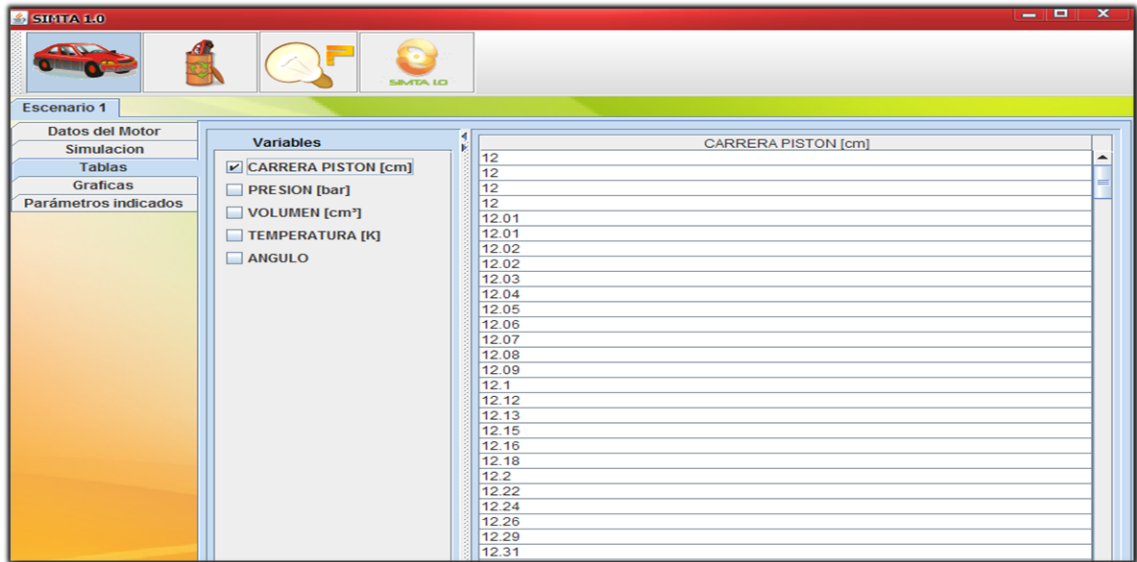 SIMTA 1.0
SIMTA 1.0
Escenario 1
Datos del Motor
Simulacion
Tablas
Graficas
Parámetros indicados
Variables
CARRERA PISTON [cm]
PRESION [bar]
VOLUMEN [cm³]
TEMPERATURA [K]
ANGULO
CARRERA PISTON [cm]
12
12
12
12
12.01
12.01
12.02
12.02
12.03
12.04
12.05
12.06
12.07
12.08
12.09
12.1
12.12
12.13
12.15
12.16
12.18
12.2
12.22
12.24
12.26
12.29
12.31